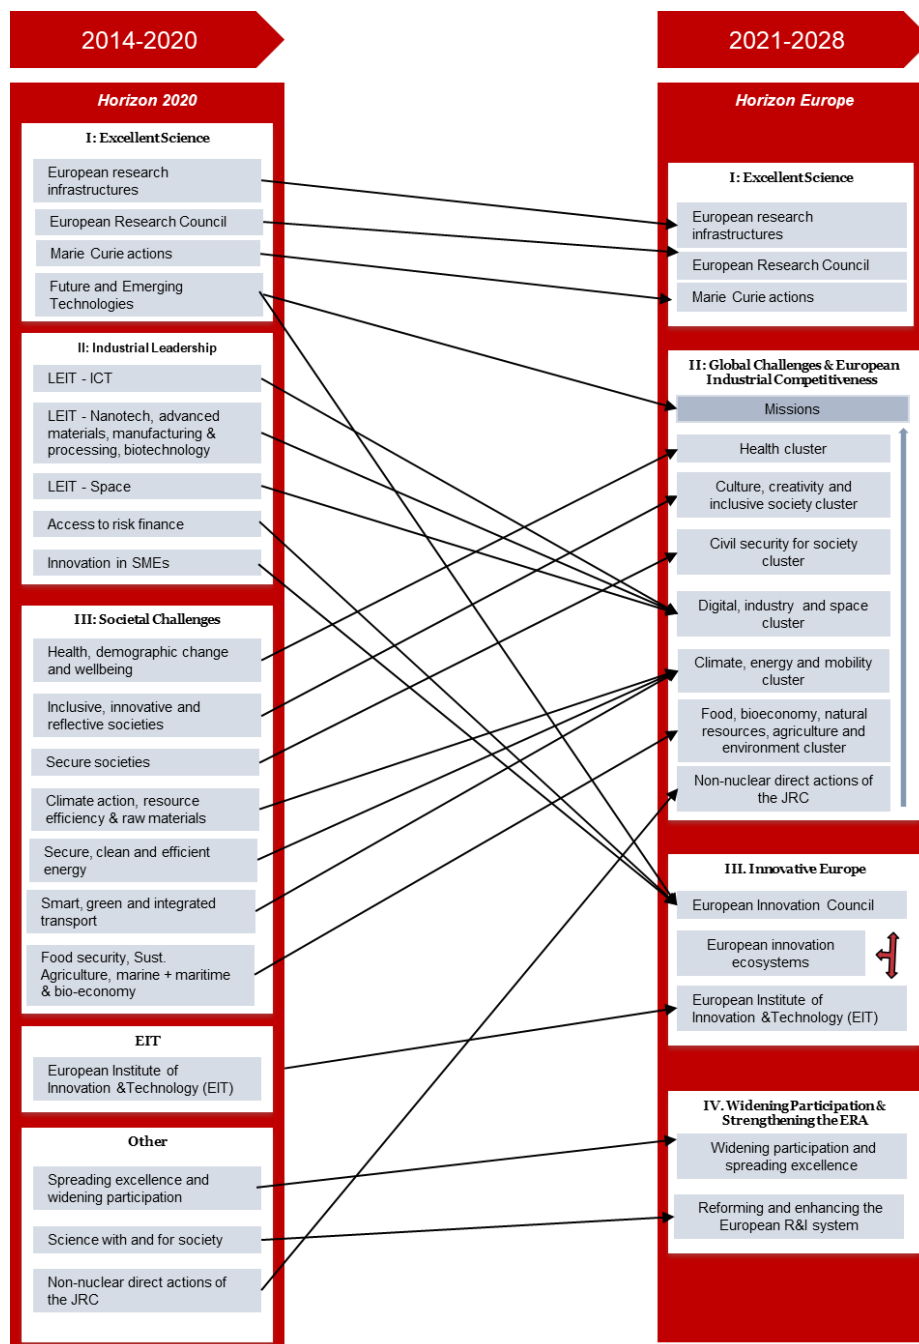 2014-2020
Horizon 2020
I: Excellent Science
European research
infrastructures
European Research Council
Marie Curie actions
Future and Emerging
Technologies
II: Industrial Leadership
LEIT - ICT
LEIT - Nanotech, advanced
materials, manufacturing &
processing, biotechnology
LEIT - Space
Access to risk finance
Innovation in SMEs
III: Societal Challenges
Health, demographic change
and wellbeing
Inclusive, innovative and
reflective societies
Secure societies
Climate action, resource
efficiency & raw materials
Secure, clean and efficient
energy
Smart, green and integrated
transport
Food security, Sust.
Agriculture, marine + maritime
& bio-economy
EIT
European Institute of
Innovation &Technology (EIT)
Other
Spreading excellence and
widening participation
Science with and for society
Non-nuclear direct actions of
the JRC
2021-2028
Horizon Europe
I: Excellent Science
European research
infrastructures
European Research Council
Marie Curie actions
II: Global Challenges & European
Industrial Competitiveness
Missions
Health cluster
Culture, creativity and
inclusive society cluster
Civil security for society
cluster
Digital, industry and space
cluster
Climate, energy and mobility
cluster
Food, bioeconomy, natural
resources, agriculture and
environment cluster
Non-nuclear direct actions of
the JRC
III. Innovative Europe
European Innovation Council
European innovation
ecosystems
European Institute of
Innovation &Technology (EIT)
IV. Widening Participation &
Strengthening the ERA
Widening participation and
spreading excellence
Reforming and enhancing the
European R&I system